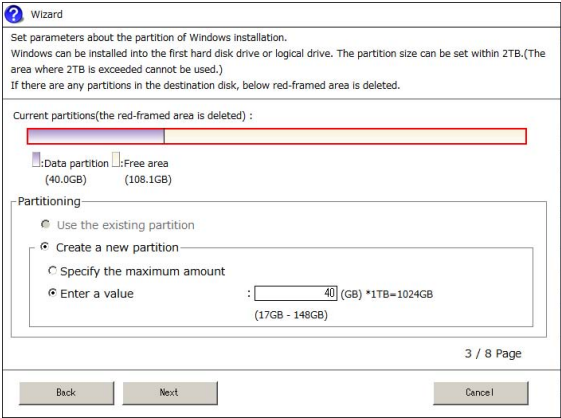 Wizard
Set parameters about the partition of Windows installation.
Windows can be installed into the first hard disk drive or logical drive. The partition size can be set within 2TB.(The
area where 2TB is exceeded cannot be used.)
If there are any partitions in the destination disk, below red-framed area is deleted.
Current partitions(the red-framed area is deleted) :
:Data partition :Free area
(40.0GB) (108.1GB)
Partitioning
Use the existing partition
Create a new partition
Specify the maximum amount
Enter a value : 40 (GB) *1TB=1024GB
(17GB - 148GB)
3 / 8 Page
Back Next Cancel